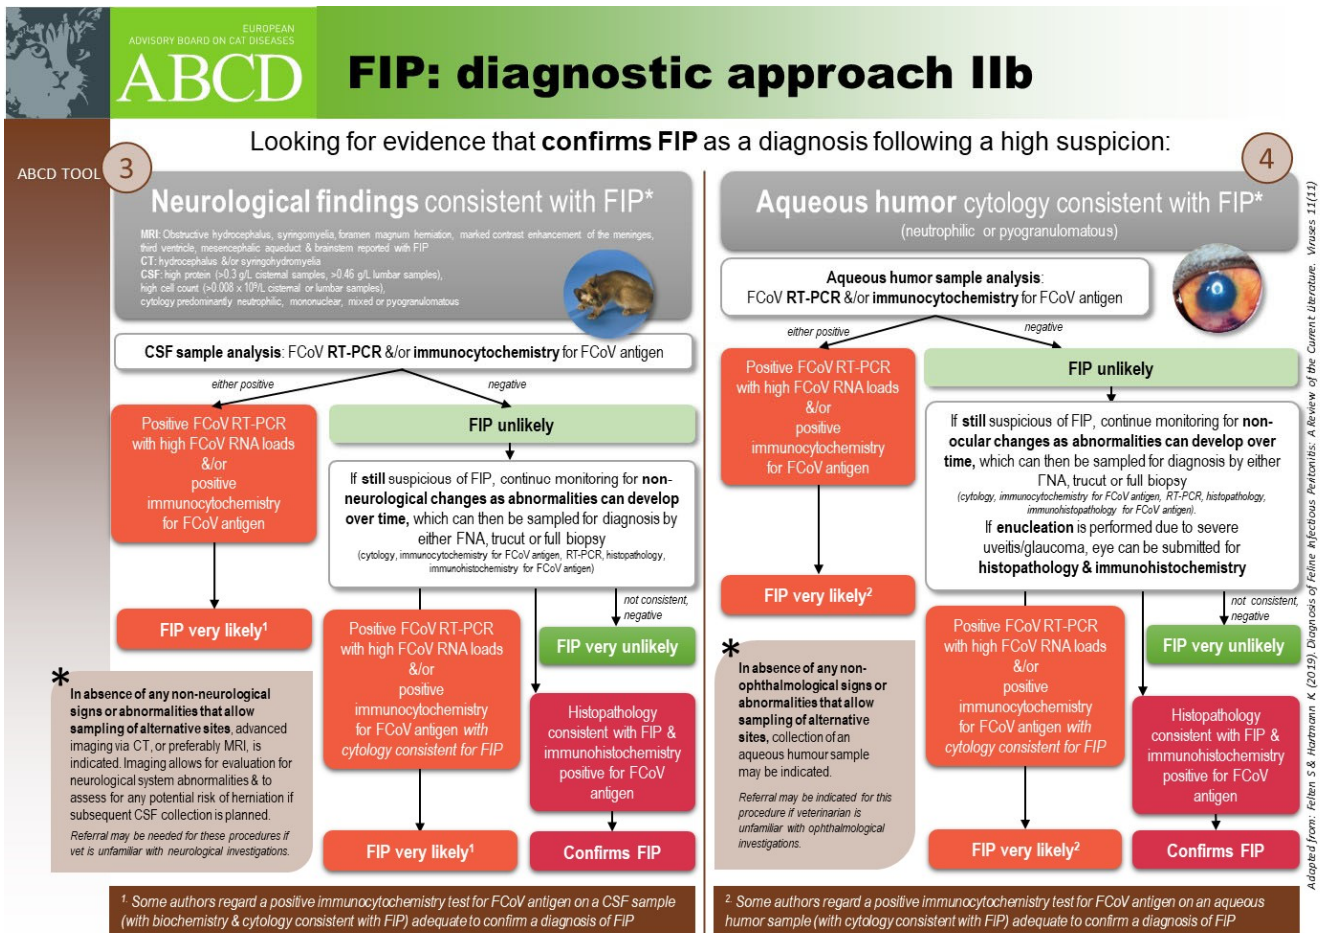 EUROPEAN
ADVISORY BOARD ON CAT DISEASES
ABCD
FIP: diagnostic approach IIb
ABCD TOOL
Looking for evidence that confirms FIP as a diagnosis following a high suspicion:
3
Neurological findings consistent with FIP*
MRI: Obstructive hydrocephalus, syringomyelia, foramen magnum herniation, marked contrast enhancement of the meninges,
third ventricle, mesencephalic aqueduct & brainstem reported with FIP
CT: hydrocephalus &/or syringohydromyelia
CSF: high protein (>0.3 g/L cisternal samples, >0.46 g/L lumbar samples),
high cell count (>0.008 x 10⁹/L cisternal or lumbar samples),
cytology predominantly neutrophilic, mononuclear, mixed or pyogranulomatous
CSF sample analysis: FCoV RT-PCR &/or immunocytochemistry for FCoV antigen
either positive
negative
Positive FCoV RT-PCR
with high FCoV RNA loads
&/or
positive
immunocytochemistry
for FCoV antigen
FIP very likely¹
FIP unlikely
If still suspicious of FIP, continue monitoring for non-
neurological changes as abnormalities can develop
over time, which can then be sampled for diagnosis by
either FNA, trucut or full biopsy
(cytology, immunocytochemistry for FCoV antigen, RT-PCR, histopathology,
immunohistochemistry for FCoV antigen)
not consistent,
negative
FIP very unlikely
Positive FCoV RT-PCR
with high FCoV RNA loads
&/or
positive
immunocytochemistry
for FCoV antigen with
cytology consistent for FIP
FIP very likely¹
Histopathology
consistent with FIP &
immunohistochemistry
positive for FCoV
antigen
Confirms FIP
*
In absence of any non-neurological
signs or abnormalities that allow
sampling of alternative sites, advanced
imaging via CT, or preferably MRI, is
indicated. Imaging allows for evaluation for
neurological system abnormalities & to
assess for any potential risk of herniation if
subsequent CSF collection is planned.
Referral may be needed for these procedures if
vet is unfamiliar with neurological investigations.
1. Some authors regard a positive immunocytochemistry test for FCoV antigen on a CSF sample
(with biochemistry & cytology consistent with FIP) adequate to confirm a diagnosis of FIP
4
Aqueous humor cytology consistent with FIP*
(neutrophilic or pyogranulomatous)
Aqueous humor sample analysis:
FCoV RT-PCR &/or immunocytochemistry for FCoV antigen
either positive
negative
Positive FCoV RT-PCR
with high FCoV RNA loads
&/or
positive
immunocytochemistry
for FCoV antigen
FIP very likely²
FIP unlikely
If still suspicious of FIP, continue monitoring for non-
ocular changes as abnormalities can develop over
time, which can then be sampled for diagnosis by either
FNA, trucut or full biopsy
(cytology, immunocytochemistry for FCoV antigen, RT-PCR, histopathology,
immunohistopathology for FCoV antigen).
If enucleation is performed due to severe
uveitis/glaucoma, eye can be submitted for
histopathology & immunohistochemistry
not consistent,
negative
FIP very unlikely
Positive FCoV RT-PCR
with high FCoV RNA loads
&/or
positive
immunocytochemistry
for FCoV antigen with
cytology consistent for FIP
FIP very likely²
Histopathology
consistent with FIP &
immunohistochemistry
positive for FCoV
antigen
Confirms FIP
*
In absence of any non-
ophthalmological signs or
abnormalities that allow
sampling of alternative
sites, collection of an
aqueous humour sample
may be indicated.
Referral may be indicated for this
procedure if veterinarian is
unfamiliar with ophthalmological
investigations.
2. Some authors regard a positive immunocytochemistry test for FCoV antigen on an aqueous
humor sample (with cytology consistent with FIP) adequate to confirm a diagnosis of FIP
Adapted from: Felten S & Hartmann K (2019). Diagnosis of Feline Infectious Peritonitis: A Review of the Current Literature. Viruses 11(11)